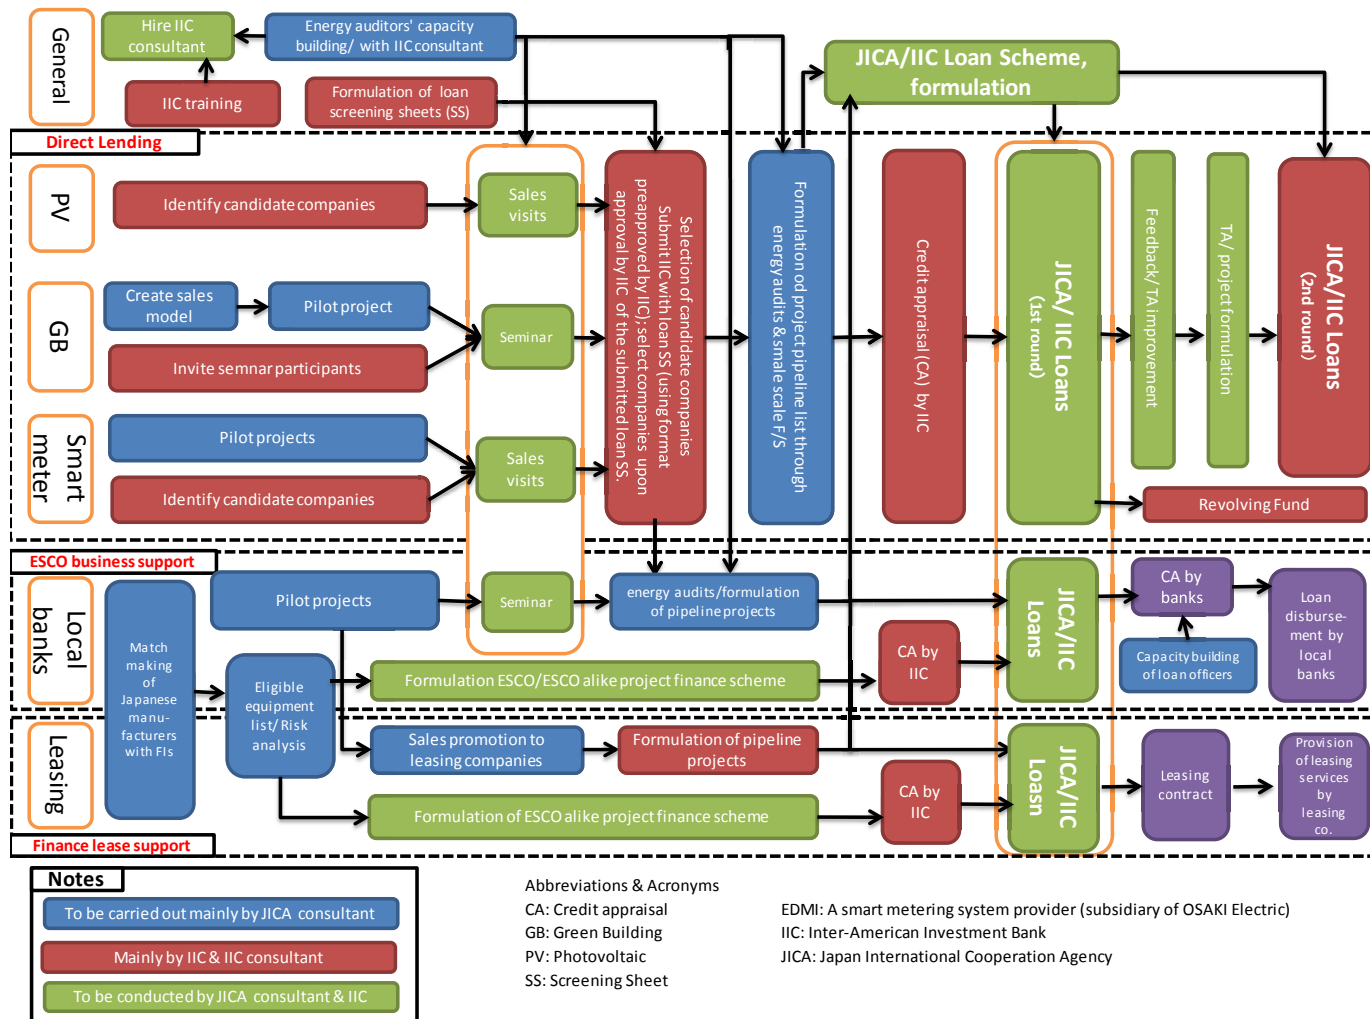 General
Hire IIC
consultant
Energy auditors' capacity
building/ with IIC consultant
IIC training
Formulation of loan
screening sheets (SS)
JICA/IIC Loan Scheme,
formulation
Direct Lending
PV
Identify candidate companies
Sales
visits
GB
Create sales
model
Pilot project
Invite semnar participants
Seminar
Smart
meter
Pilot projects
Identify candidate companies
Sales
visits
Selection of candidate companies
Submit IIC with loan SS (using format
preapproved by IIC); select companies upon
approval by IIC of the submitted loan SS.
Formulation od project pipeline list through
energy audits & smale scale F/S
Credit appraisal (CA) by IIC
JICA/ IIC Loans
(1st round)
Feedback/ TA improvement
TA/ project formulation
JICA/IIC Loans
(2nd round)
Revolving Fund
ESCO business support
Local
banks
Match
making of
Japanese
manu-
facturers
with FIs
Pilot projects
Seminar
energy audits/formulation
of pipeline projects
Eligible
equipment
list/ Risk
analysis
Formulation ESCO/ESCO alike project finance scheme
CA by
IIC
JICA/IIC
Loans
CA by
banks
Capacity building
of loan officers
Loan
disburse-
ment by
local
banks
Leasing
Sales promotion to
leasing companies
Formulation of pipeline
projects
Formulation of ESCO alike project finance scheme
CA by
IIC
JICA/IIC
Loasn
Leasing
contract
Provision
of leasing
services
by
leasing
co.
Finance lease support
Notes
To be carried out mainly by JICA consultant
Mainly by IIC & IIC consultant
To be conducted by JICA consultant & IIC
Abbreviations & Acronyms
CA: Credit appraisal
GB: Green Building
PV: Photovoltaic
SS: Screening Sheet
EDMI: A smart metering system provider (subsidiary of OSAKI Electric)
IIC: Inter-American Investment Bank
JICA: Japan International Cooperation Agency